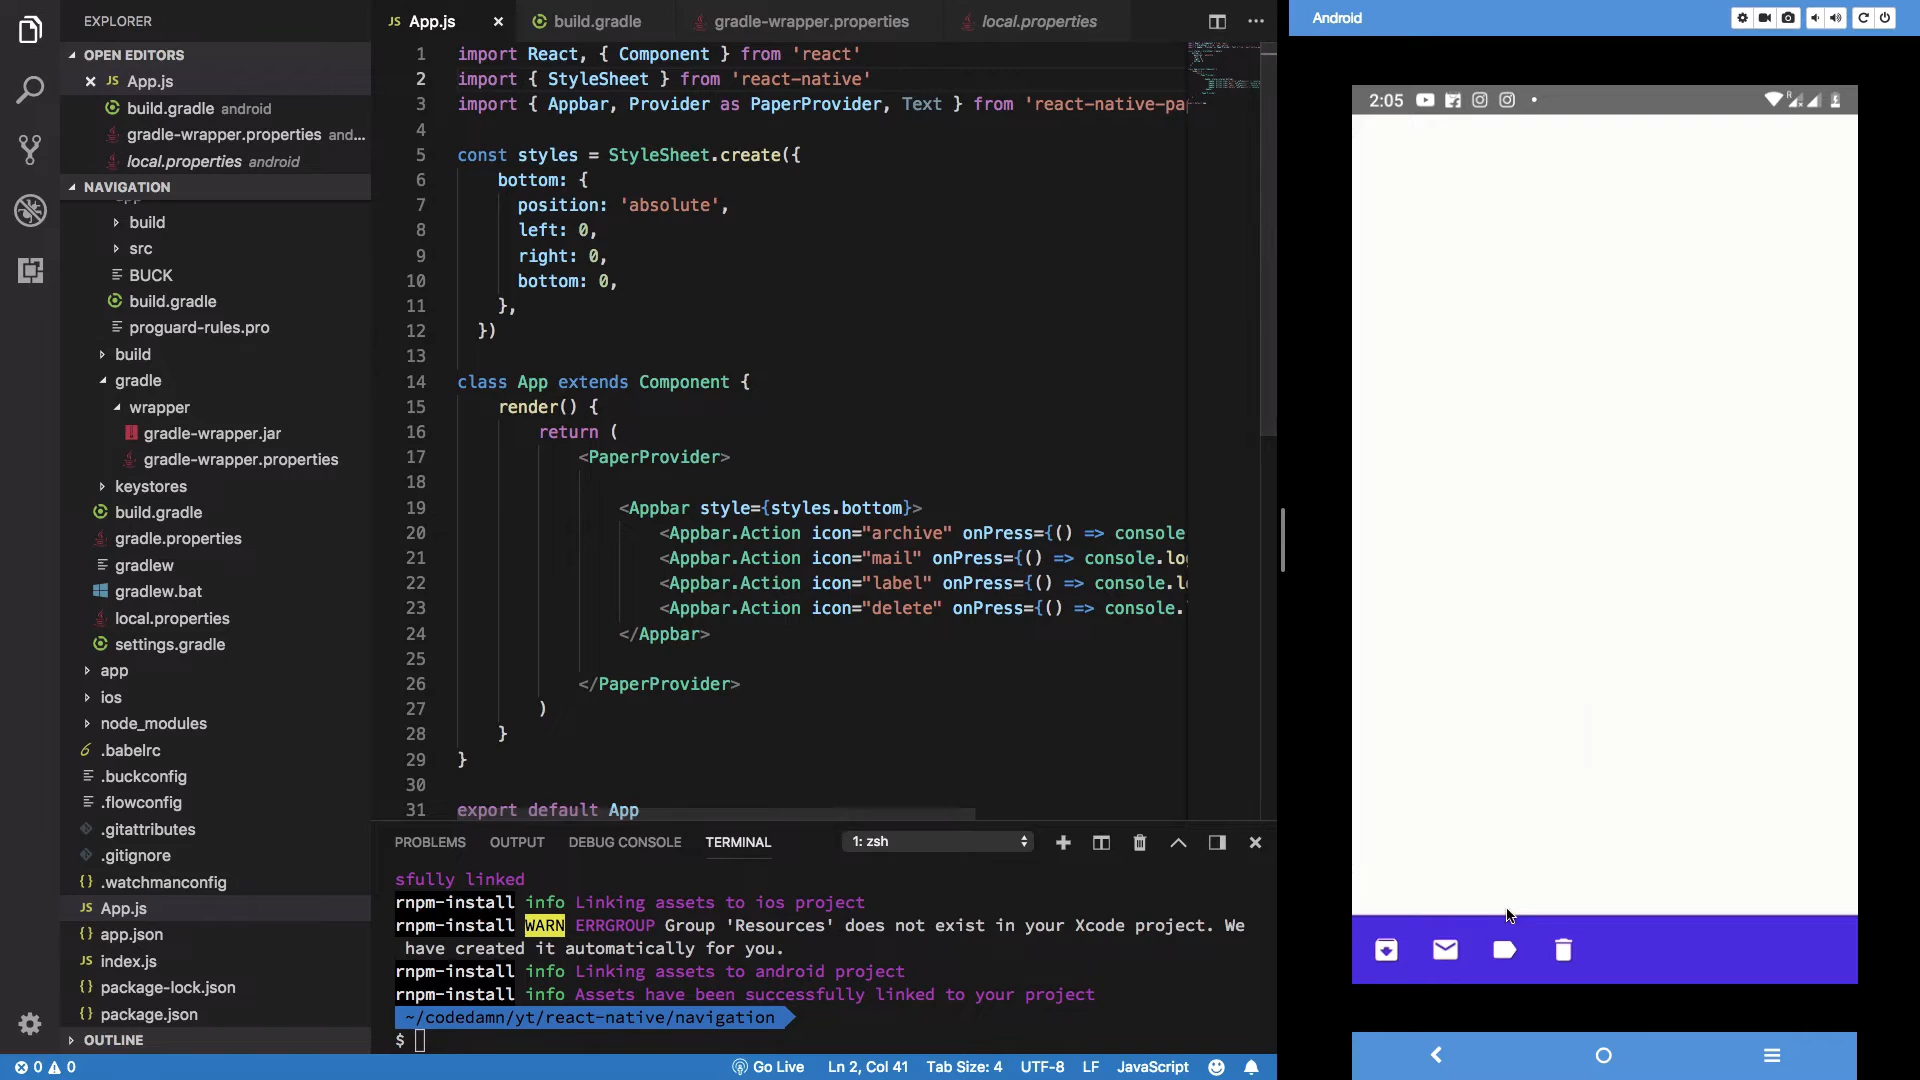 EXPLORER
OPEN EDITORS
JS App.js
build.gradle android
gradle-wrapper.properties and...
local.properties android
NAVIGATION
build
src
BUCK
build.gradle
proguard-rules.pro
build
gradle
wrapper
gradle-wrapper.jar
gradle-wrapper.properties
keystores
build.gradle
gradle.properties
gradlew
gradlew.bat
local.properties
settings.gradle
app
ios
node_modules
.babelrc
.buckconfig
.flowconfig
.gitattributes
.gitignore
{} .watchmanconfig
JS App.js
{} app.json
JS index.js
{} package-lock.json
{} package.json
OUTLINE
JS App.js
build.gradle
gradle-wrapper.properties
local.properties
1 import React, { Component } from 'react'
2 import { StyleSheet } from 'react-native'
3 import { Appbar, Provider as PaperProvider, Text } from 'react-native-pa
4
5 const styles = StyleSheet.create({
6 bottom: {
7 position: 'absolute',
8 left: 0,
9 right: 0,
10 bottom: 0,
11 },
12 })
13
14 class App extends Component {
15 render() {
16 return (
17 <PaperProvider>
18
19 <Appbar style={styles.bottom}>
20 <Appbar.Action icon="archive" onPress={() => console
21 <Appbar.Action icon="mail" onPress={() => console.log
22 <Appbar.Action icon="label" onPress={() => console.l
23 <Appbar.Action icon="delete" onPress={() => console.
24 </Appbar>
25
26 </PaperProvider>
27 )
28 }
29 }
30
31 export default App
PROBLEMS OUTPUT DEBUG CONSOLE TERMINAL 1: zsh
sfully linked
rnpm-install info Linking assets to ios project
rnpm-install WARN ERRGROUP Group 'Resources' does not exist in your Xcode project. We
have created it automatically for you.
rnpm-install info Linking assets to android project
rnpm-install info Assets have been successfully linked to your project
~/codedamn/yt/react-native/navigation
$
0 0 Go Live Ln 2, Col 41 Tab Size: 4 UTF-8 LF JavaScript
Android
2:05
R